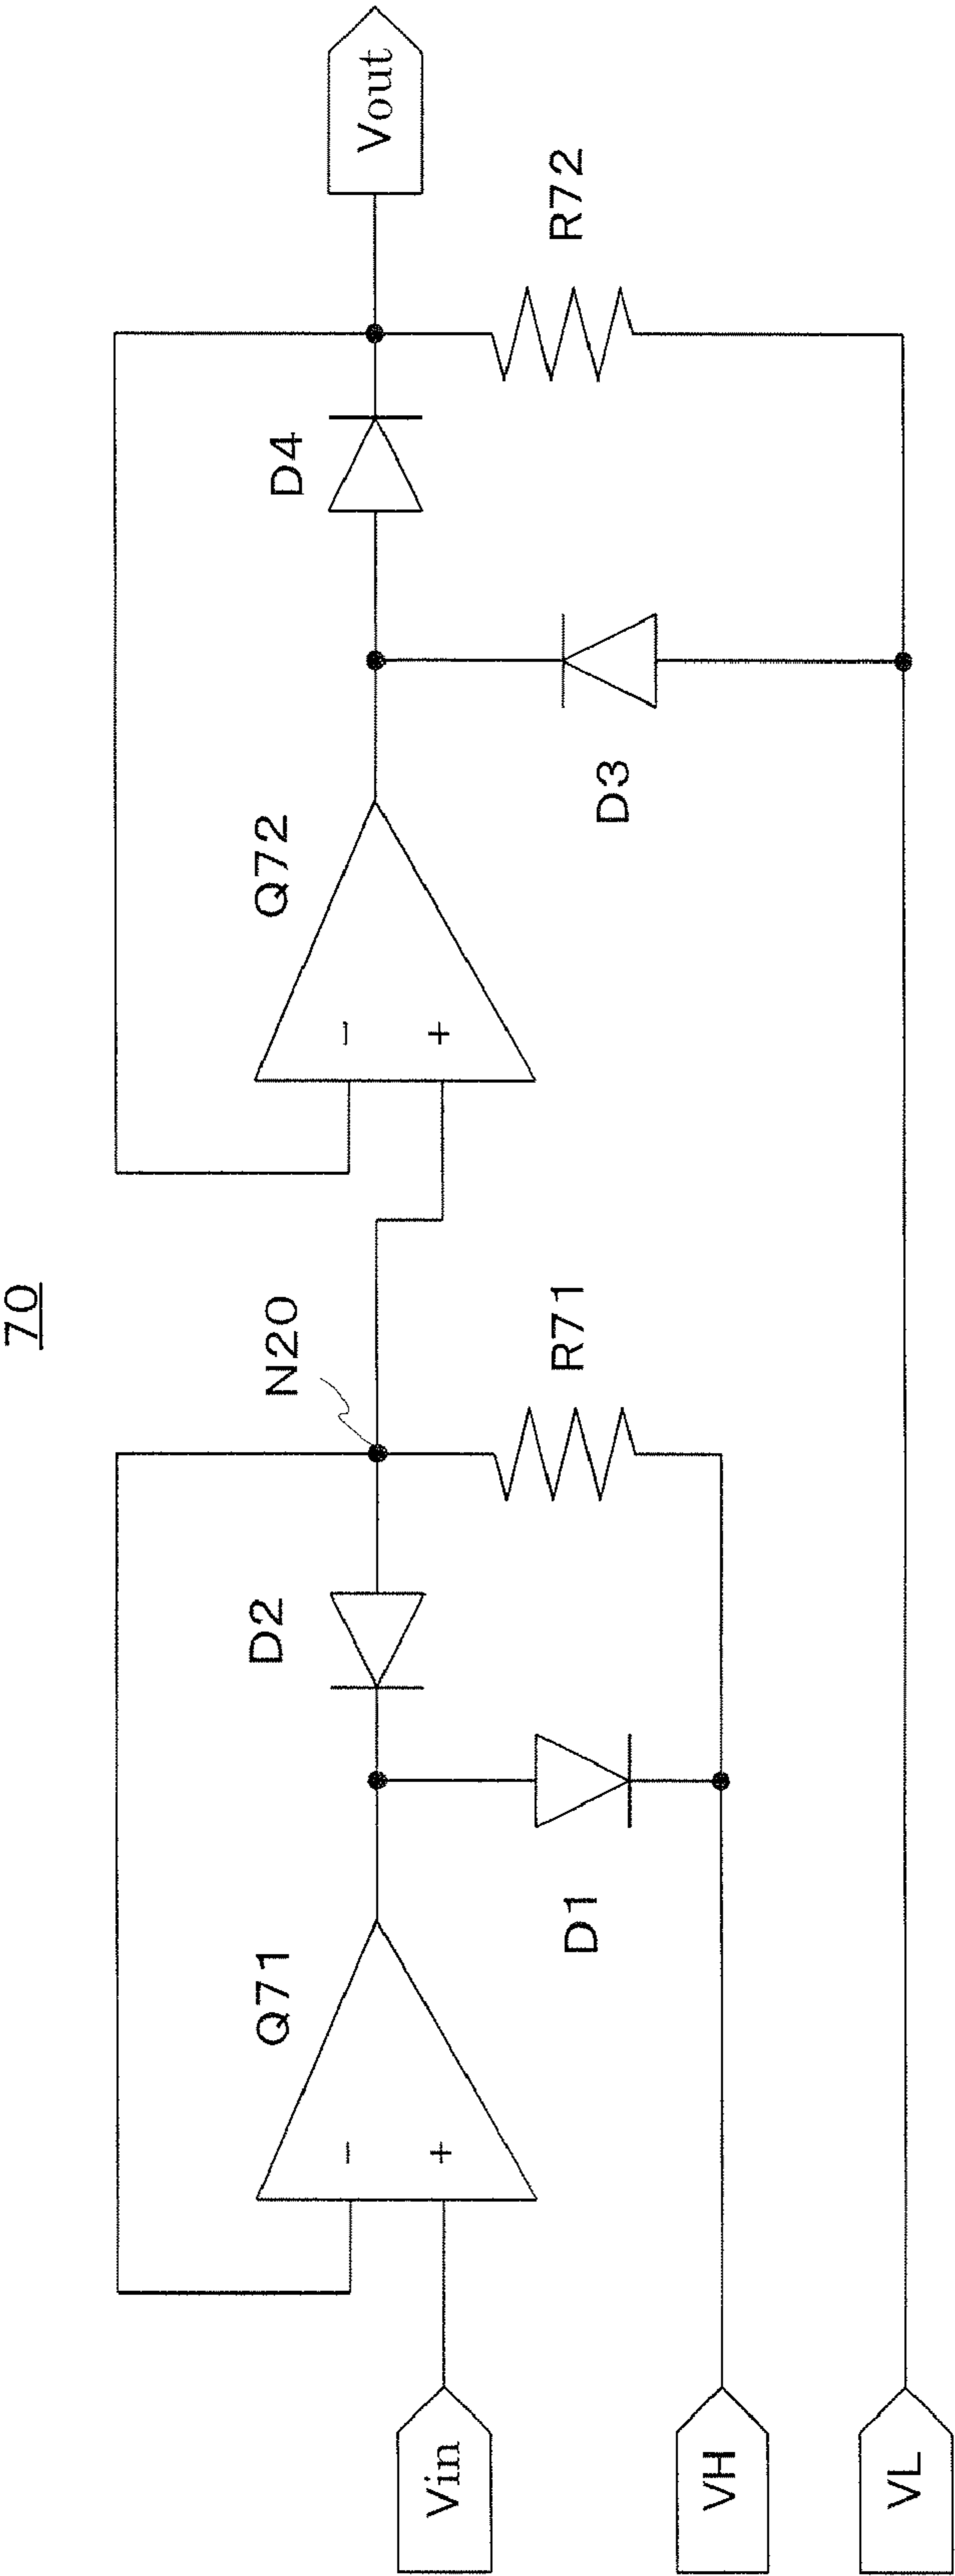 70
Vin
VH
VL
Q71
-
+
D1
D2
N20
R71
Q72
-
+
D3
D4
R72
Vout